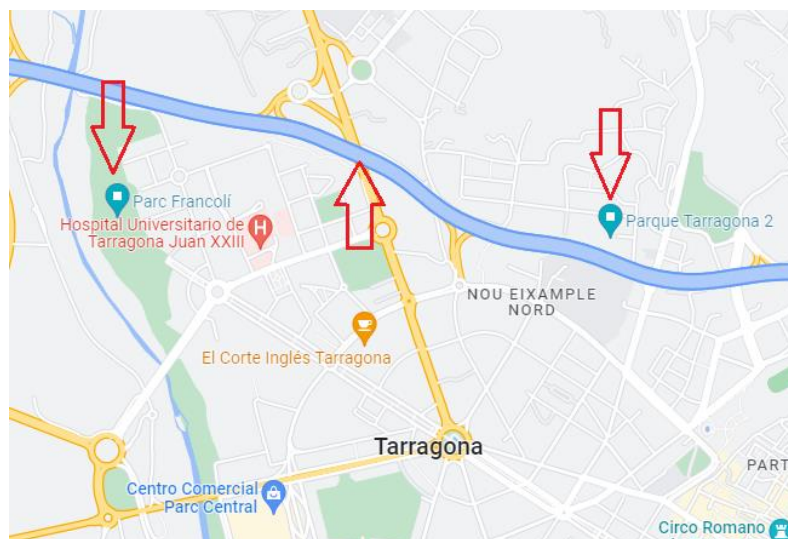 Parc Francolí
Hospital Universitario de
Tarragona Juan XXIII
H
Parque Tarragona 2
NOU EIXAMPLE
NORD
El Corte Inglés Tarragona
Tarragona
PART
Centro Comercial
Parc Central
Circo Romano